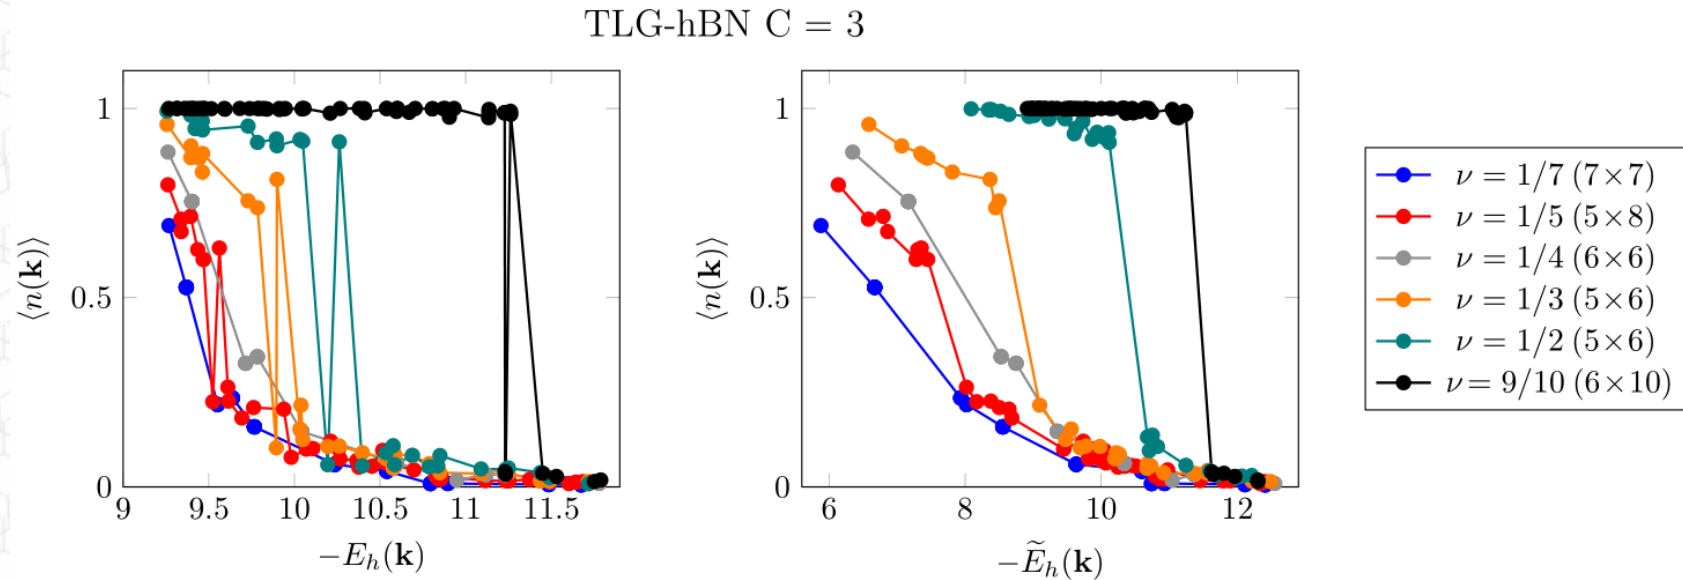 TLG-hBN C = 3
1
0.5
0
⟨n(k)⟩
9 9.5 10 10.5 11 11.5
−E_h(k)
1
0.5
0
⟨n(k)⟩
6 8 10 12
−Ẽ_h(k)
ν = 1/7 (7×7)
ν = 1/5 (5×8)
ν = 1/4 (6×6)
ν = 1/3 (5×6)
ν = 1/2 (5×6)
ν = 9/10 (6×10)